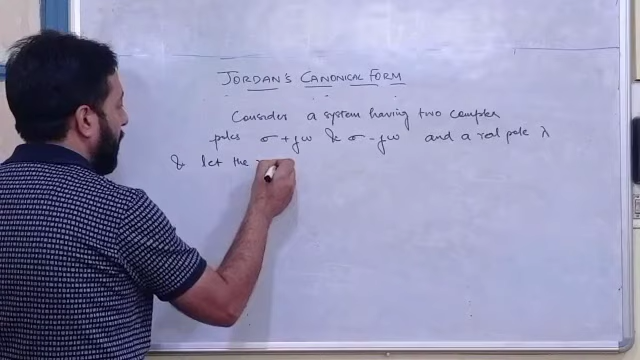 JORDAN'S CANONICAL FORM
Consider a system having two complex
poles σ + jω & σ - jω and a real pole λ
& let the